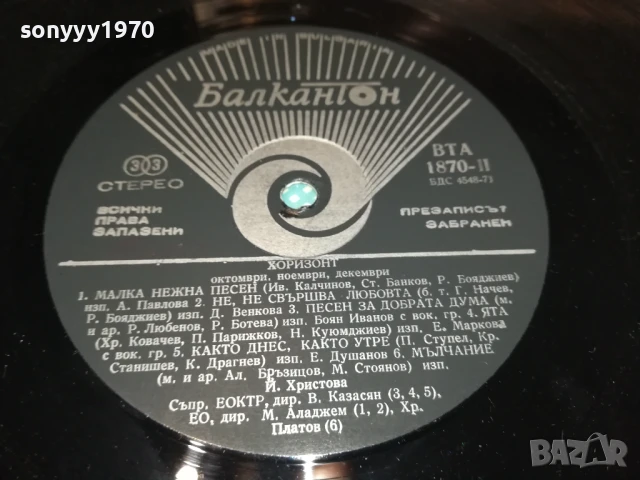 sonyyy1970
Балкантон
33
СТЕРЕО
ВТА
1870-II
БДС 4548-71
ВСИЧКИ
ПРАВА
ЗАПАЗЕНИ
ПРЕЗАПИСЪТ
ЗАБРАНЕН
ХОРИЗОНТ
октомври, ноември, декември
1. МАЛКА НЕЖНА ПЕСЕН (Ив. Калчинов, Ст. Банков, Р. Бояджиев)
изп. А. Павлова 2. НЕ, НЕ СВЪРШВА ЛЮБОВТА (б. т. Г. Начев,
Р. Бояджиев) изп. Д. Венкова 3. ПЕСЕН ЗА ДОБРАТА ДУМА (м.
и ар. Р. Любенов, Р. Ботева) изп. Боян Иванов с вок. гр. 4. ЯТА
(Хр. Ковачев, П. Парижков, Н. Куюмджиев) изп. Е. Маркова
с вок. гр. 5. КАКТО ДНЕС, КАКТО УТРЕ (П. Ступел, Кр.
Станишев, К. Драгнев) изп. Е. Душанов 6. МЪЛЧАНИЕ
(м. и ар. Ал. Бръзицов, М. Стоянов) изп.
Й. Христова
Съпр. ЕОКТР, дир. В. Казасян (3, 4, 5),
ЕО, дир. М. Аладжем (1, 2), Хр.
Платов (6)
BAZAR